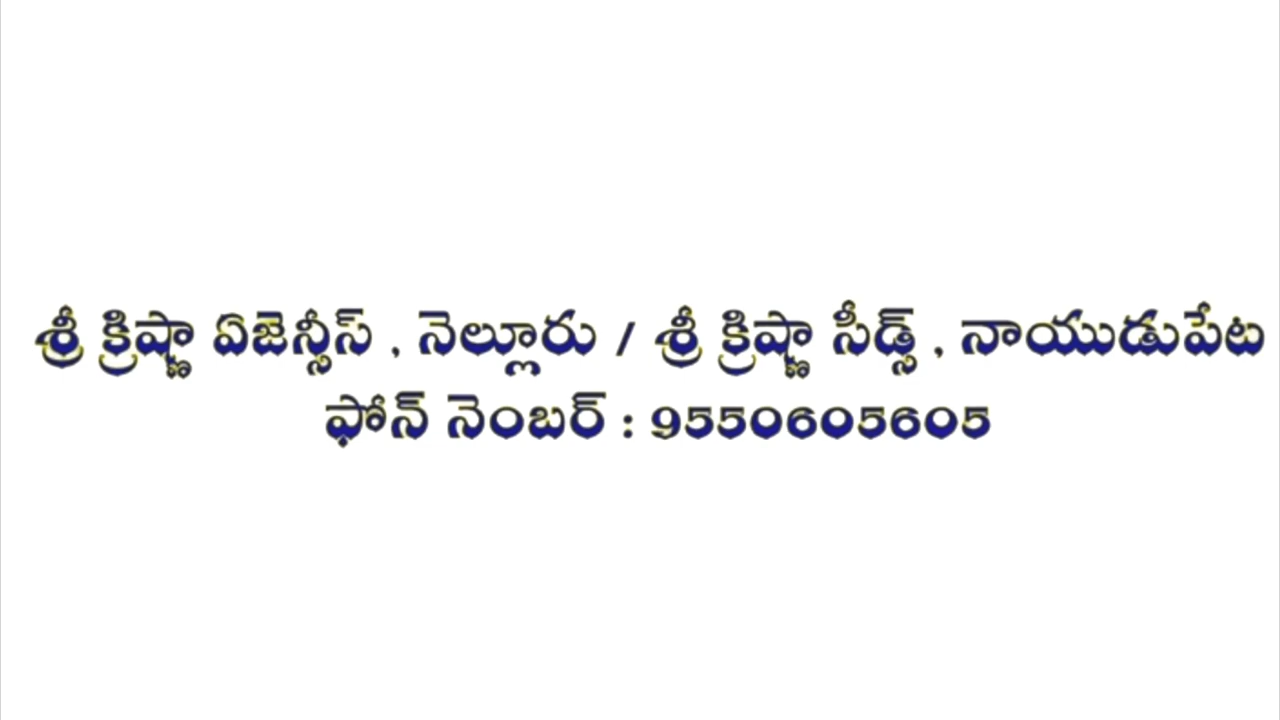 శ్రీ క్రిష్ణా ఏజెన్సీస్ , నెల్లూరు / శ్రీ క్రిష్ణా సీడ్స్ , నాయుడుపేట
ఫోన్ నెంబర్ : 9550605605